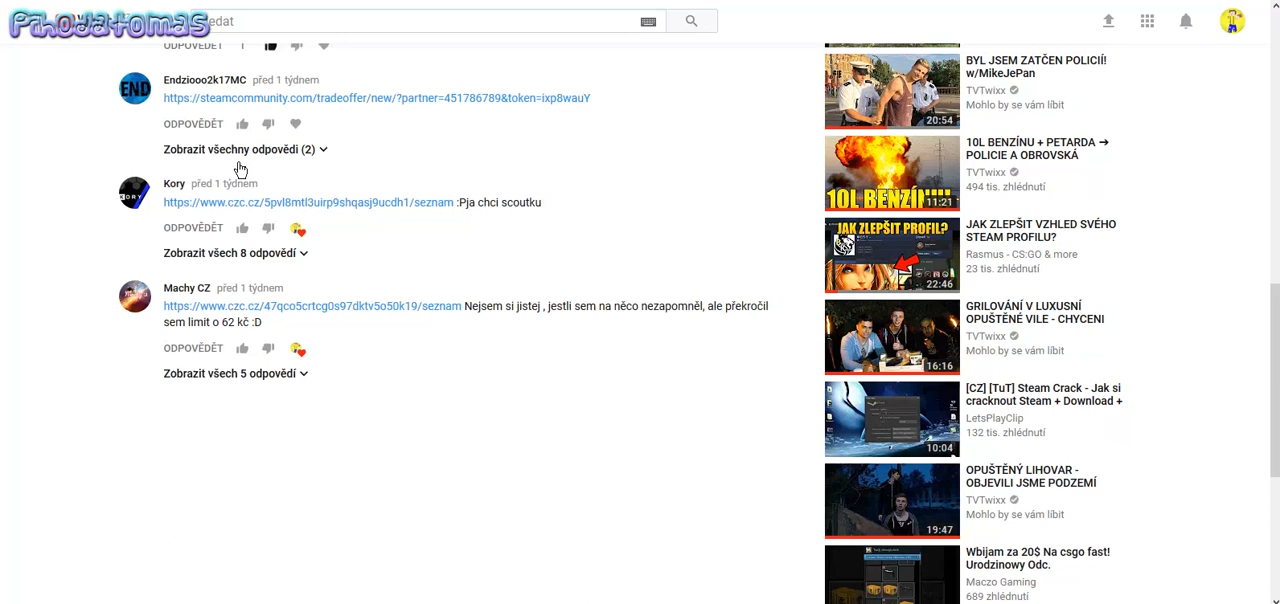 Panodatomas
edat
ODPOVĚDĚT 1
Endziooo2k17MC před 1 týdnem
https://steamcommunity.com/tradeoffer/new/?partner=451786789&token=ixp8wauY
ODPOVĚDĚT
Zobrazit všechny odpovědi (2)
Kory před 1 týdnem
https://www.czc.cz/5pvl8mtl3uirp9shqasj9ucdh1/seznam :Pja chci scoutku
ODPOVĚDĚT
Zobrazit všech 8 odpovědí
Machy CZ před 1 týdnem
https://www.czc.cz/47qco5crtcg0s97dktv5o50k19/seznam Nejsem si jistej , jestli sem na něco nezapomněl, ale překročil
sem limit o 62 kč :D
ODPOVĚDĚT
Zobrazit všech 5 odpovědí
END
KORY
BYL JSEM ZATČEN POLICIÍ!
w/MikeJePan
TVTwixx
Mohlo by se vám líbit
20:54
10L BENZÍNU + PETARDA ➔
POLICIE A OBROVSKÁ
TVTwixx
494 tis. zhlédnutí
10L BENZÍN!!!
11:21
JAK ZLEPŠIT VZHLED SVÉHO
STEAM PROFILU?
Rasmus - CS:GO & more
23 tis. zhlédnutí
JAK ZLEPŠIT PROFIL?
22:46
GRILOVÁNÍ V LUXUSNÍ
OPUŠTĚNÉ VILE - CHYCENI
TVTwixx
Mohlo by se vám líbit
16:16
[CZ] [TuT] Steam Crack - Jak si
cracknout Steam + Download +
LetsPlayClip
132 tis. zhlédnutí
10:04
OPUŠTĚNÝ LIHOVAR -
OBJEVILI JSME PODZEMÍ
TVTwixx
Mohlo by se vám líbit
19:47
Wbijam za 20$ Na csgo fast!
Urodzinowy Odc.
Maczo Gaming
689 zhlédnutí